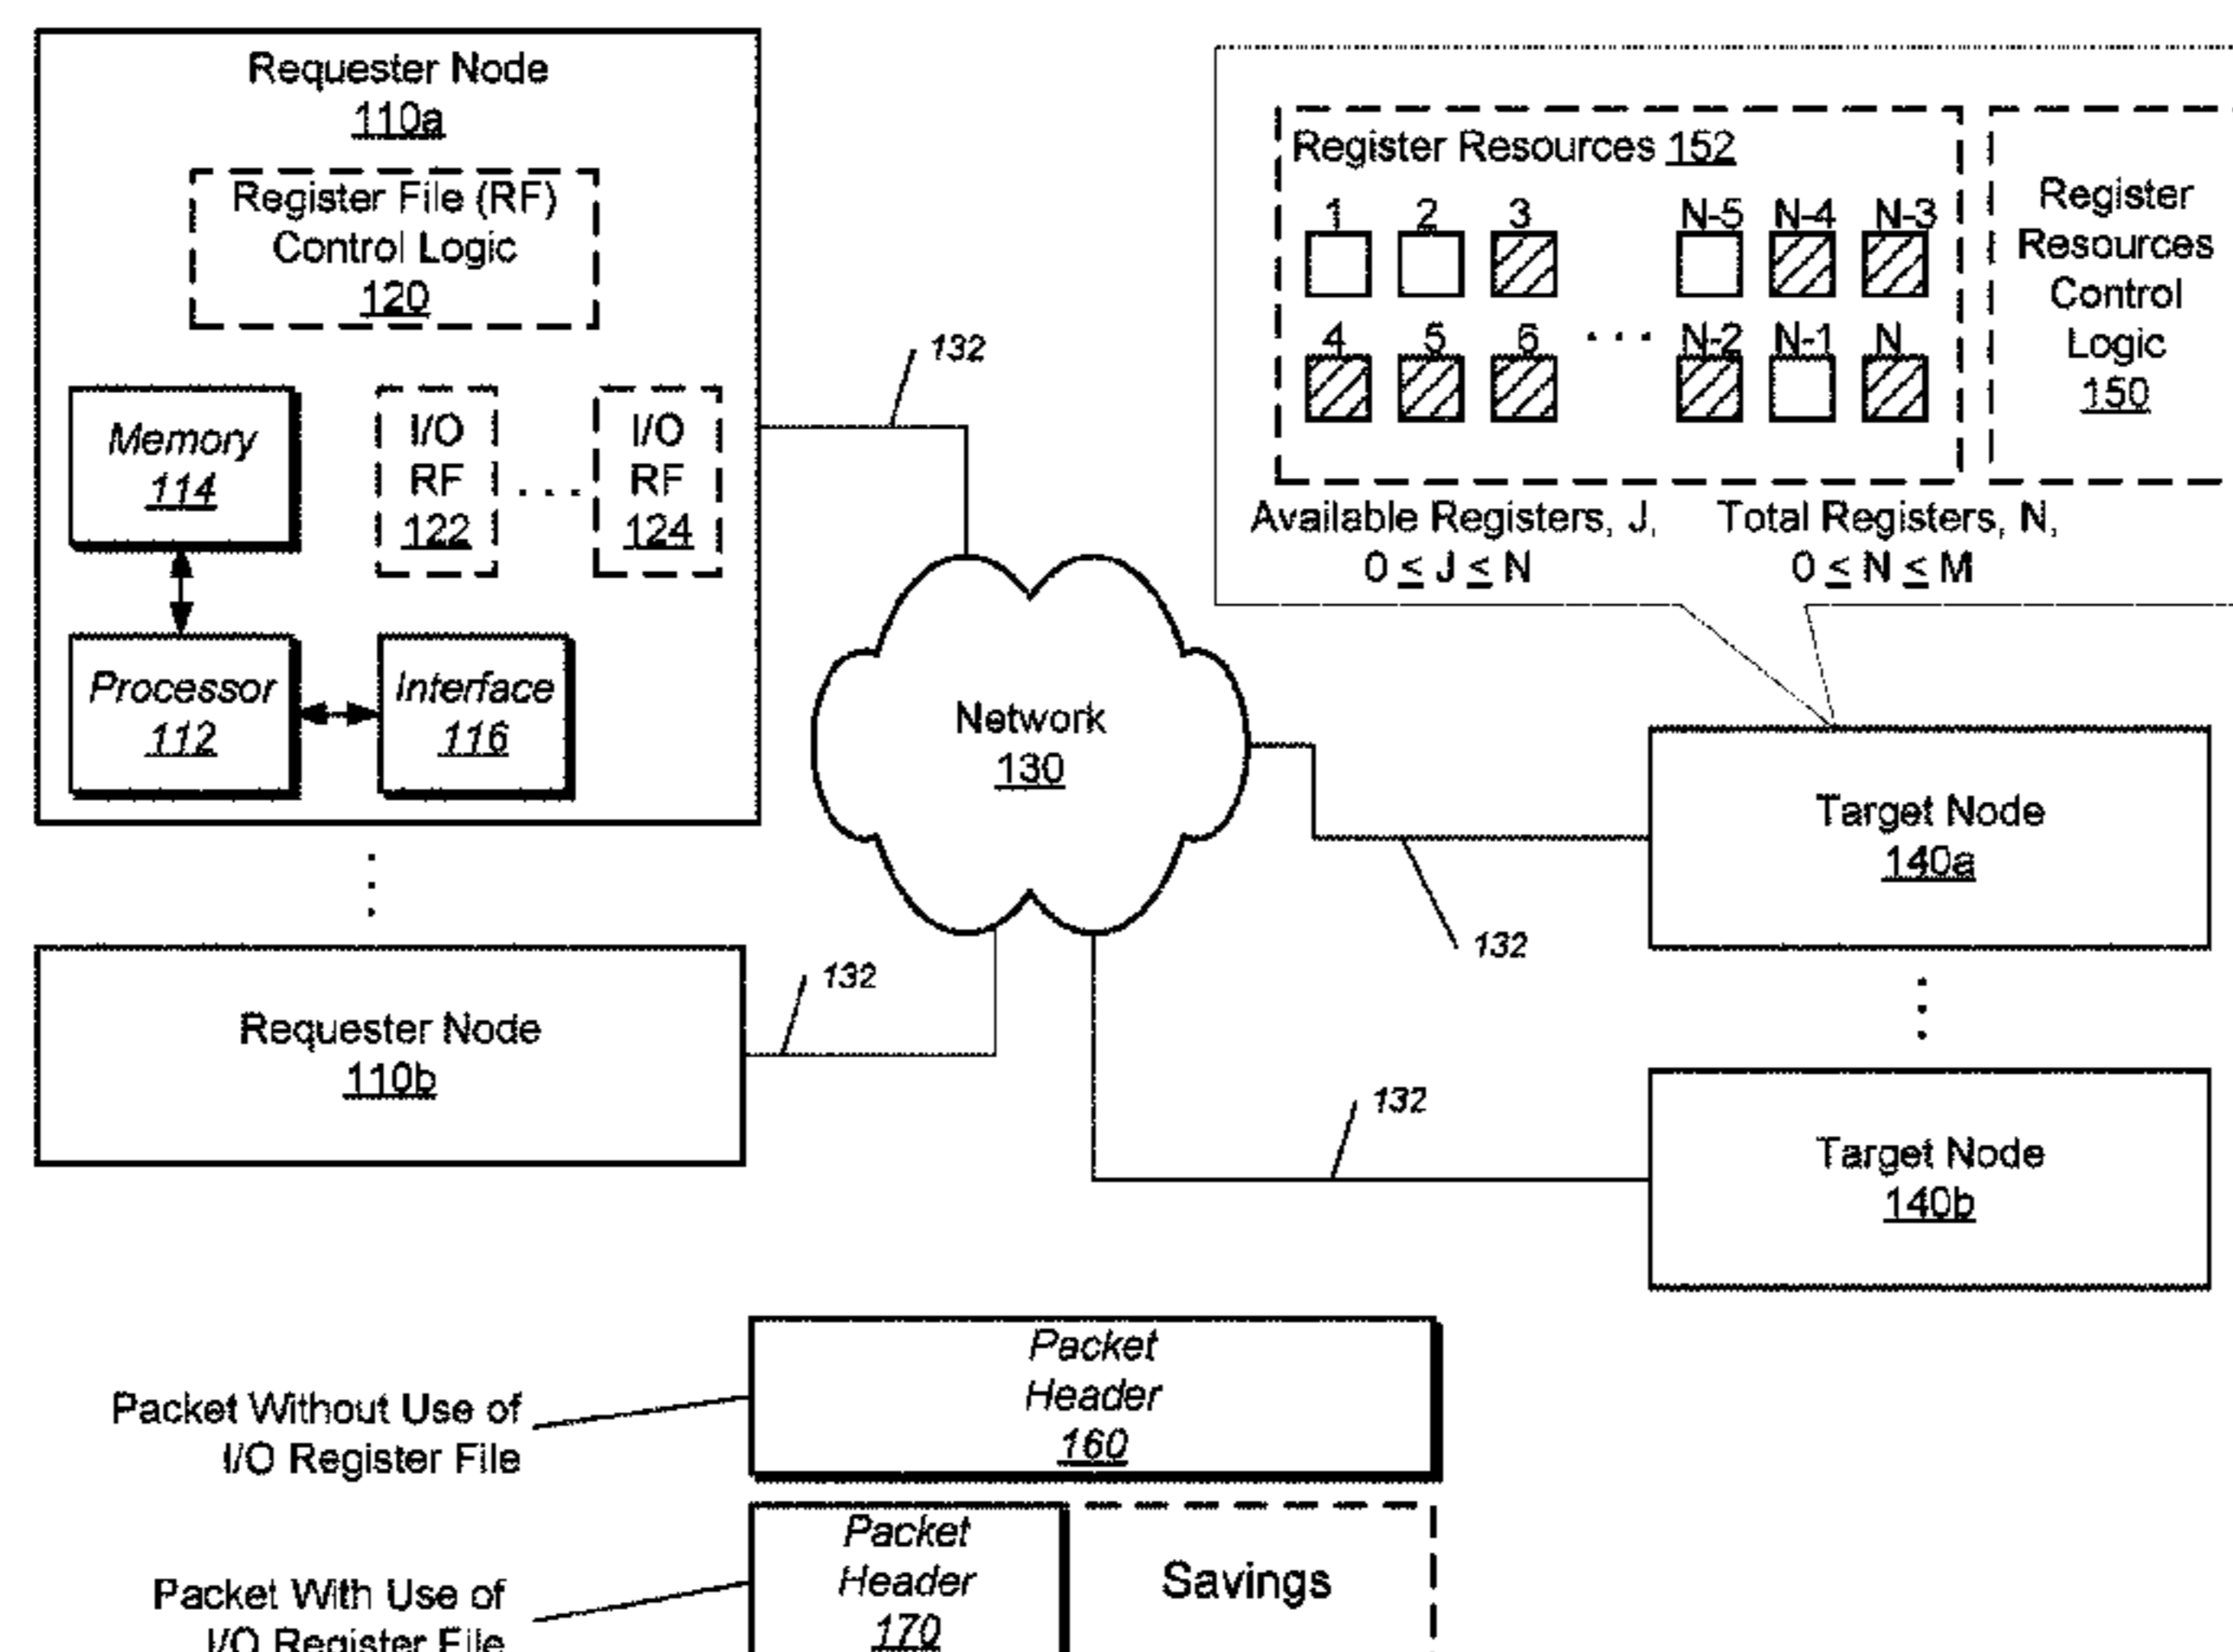 Requester Node
110a
Register File (RF)
Control Logic
120
Memory
114
I/O
RF
122
. . .
I/O
RF
124
Processor
112
Interface
116
132
Register Resources 152
1 2 3 N-5 N-4 N-3
4 5 6 . . . N-2 N-1 N
Register
Resources
Control
Logic
150
Available Registers, J,
0 ≤ J ≤ N
Total Registers, N,
0 ≤ N ≤ M
Network
130
Target Node
140a
132
Requester Node
110b
132
132
Target Node
140b
Packet Without Use of
I/O Register File
Packet
Header
160
Packet With Use of
I/O Register File
Packet
Header
170
Savings